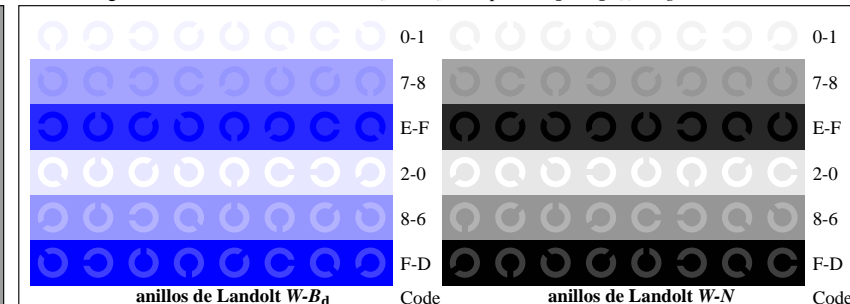 0-1 0-1
7-8 7-8
E-F E-F
2-0 2-0
8-6 8-6
F-D F-D
anillos de Landolt W-Bd Code anillos de Landolt W-N Code